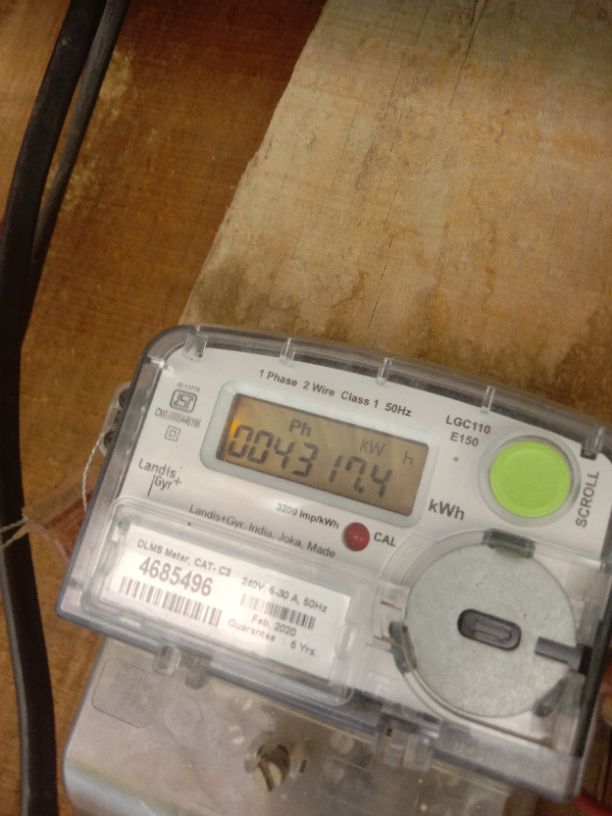 1 Phase 2 Wire Class 1 50Hz
LGC110
E150
Ph
kW h
004317.4
kWh
SCROLL
Landis
Gyr+
3200 imp/kWh
CAL
Landis+Gyr, India, Joka, Made
DLMS Meter, CAT- C3
4685496
240V, 5-30 A, 50Hz
Feb, 2020
Guarantee : 5 Yrs.